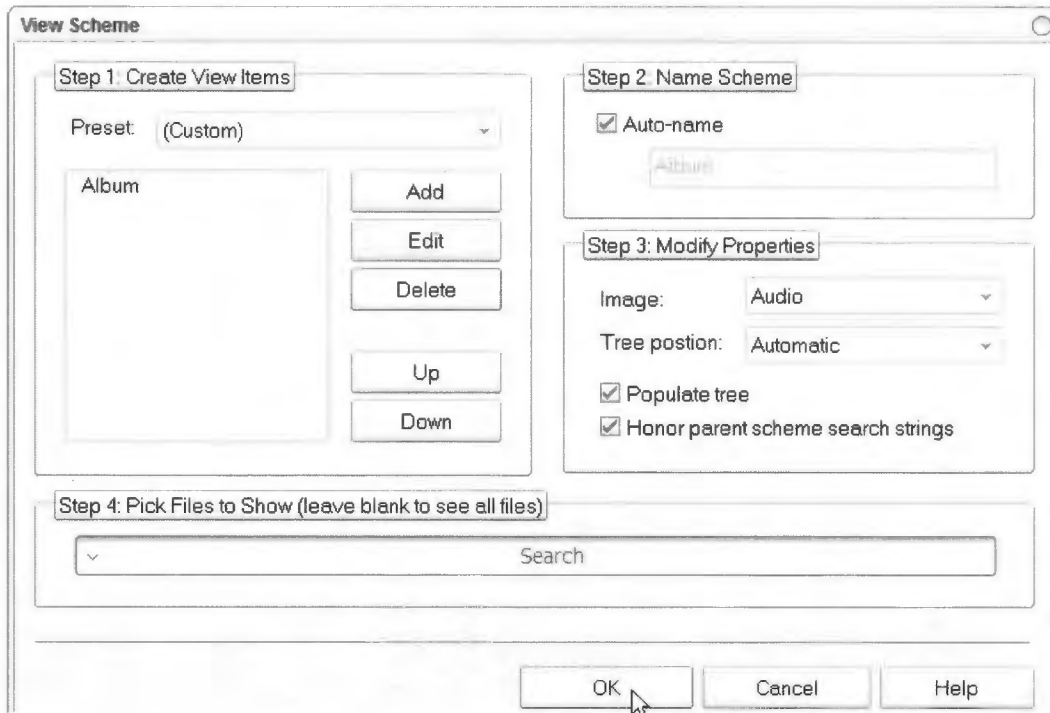 View Scheme
Step 1: Create View Items
Preset: (Custom)
Album
Add
Edit
Delete
Up
Down
Step 2: Name Scheme
Auto-name
Album
Step 3: Modify Properties
Image: Audio
Tree postion: Automatic
Populate tree
Honor parent scheme search strings
Step 4: Pick Files to Show (leave blank to see all files)
Search
OK
Cancel
Help